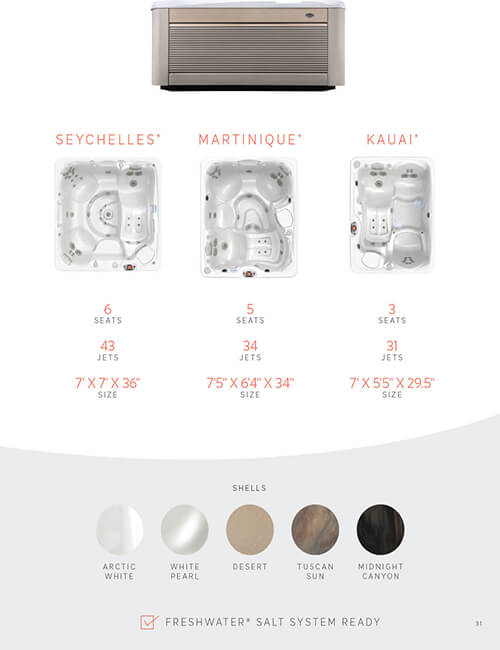 SEYCHELLES® MARTINIQUE® KAUAI®
6 5 3
SEATS SEATS SEATS
43 34 31
JETS JETS JETS
7' X 7' X 36" 7'5" X 6'4" X 34" 7' X 5'5" X 29.5"
SIZE SIZE SIZE
SHELLS
ARCTIC WHITE DESERT TUSCAN MIDNIGHT
WHITE PEARL SUN CANYON
FRESHWATER® SALT SYSTEM READY
31